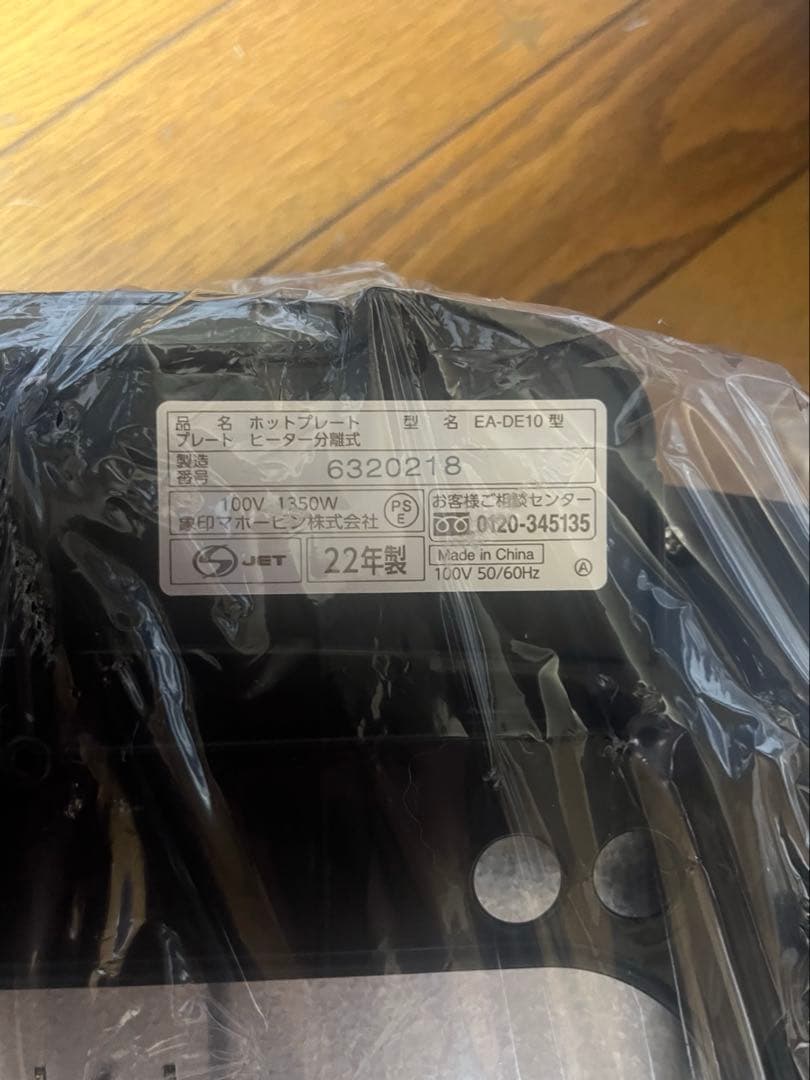 品名 ホットプレート 型名 EA-DE10 型
プレート ヒーター分離式
製造番号 6320218
100V 1350W
象印マホービン株式会社
PSE
お客様ご相談センター
0120-345135
JET
22年製
Made in China
100V 50/60Hz
A